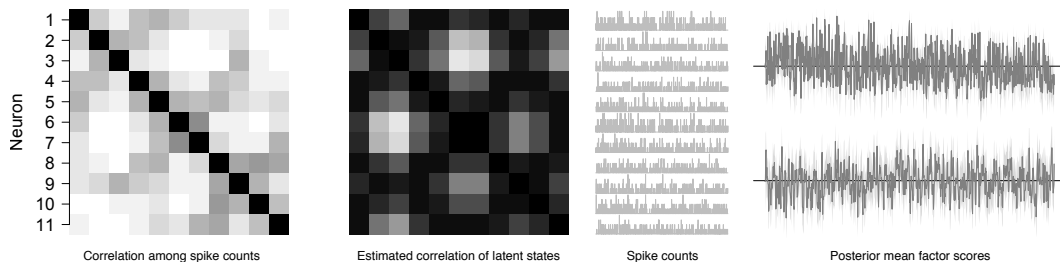 Neuron
1
2
3
4
5
6
7
8
9
10
11
Correlation among spike counts
Estimated correlation of latent states
Spike counts
Posterior mean factor scores